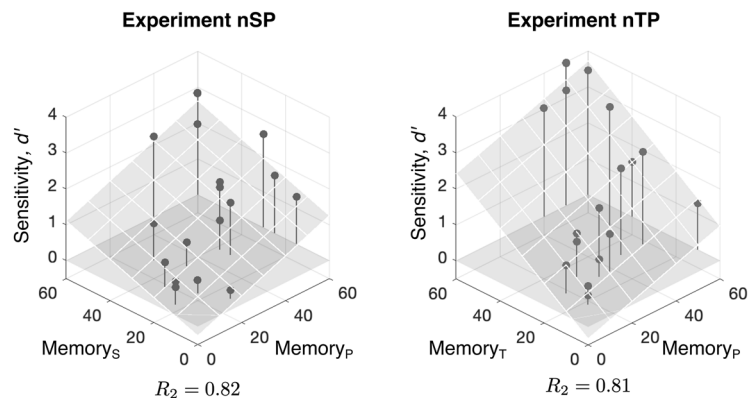 Experiment nSP
Sensitivity, d′
4
3
2
1
0
60
40
20
0
0
20
40
60
Memory_S
Memory_P
R₂ = 0.82
Experiment nTP
Sensitivity, d′
4
3
2
1
0
60
40
20
0
0
20
40
60
Memory_T
Memory_P
R₂ = 0.81